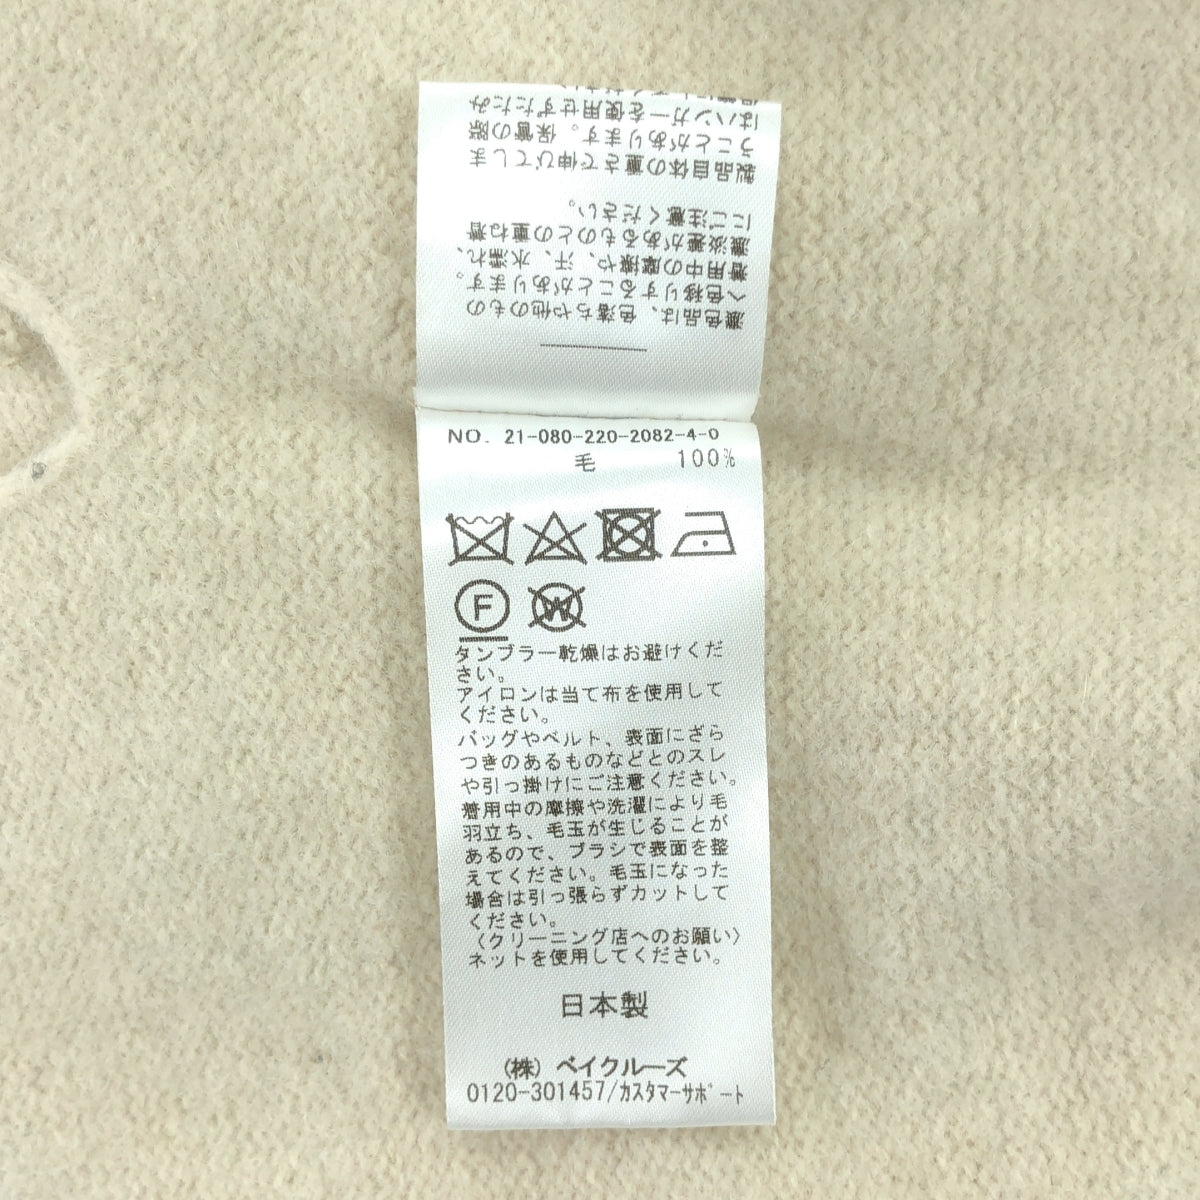 濃色品は、色落ちや他のもの
へ色移りすることがあります。
着用中の摩擦や、汗、水濡れ、
濃淡差があるものとの重ね着
にご注意ください。
製品自体の重さで伸びてしま
うことがあります。保管の際
はハンガーを使用せずたたみ
NO. 21-080-220-2082-4-0
毛 100%
F
W
タンブラー乾燥はお避けくだ
さい。
アイロンは当て布を使用して
ください。
バッグやベルト、表面にざら
つきのあるものなどとのスレ
や引っ掛けにご注意ください。
着用中の摩擦や洗濯により毛
羽立ち、毛玉が生じることが
あるので、ブラシで表面を整
えてください。毛玉になった
場合は引っ張らずカットして
ください。
〈クリーニング店へのお願い〉
ネットを使用してください。
日本製
(株) ベイクルーズ
0120-301457/カスタマーサポート